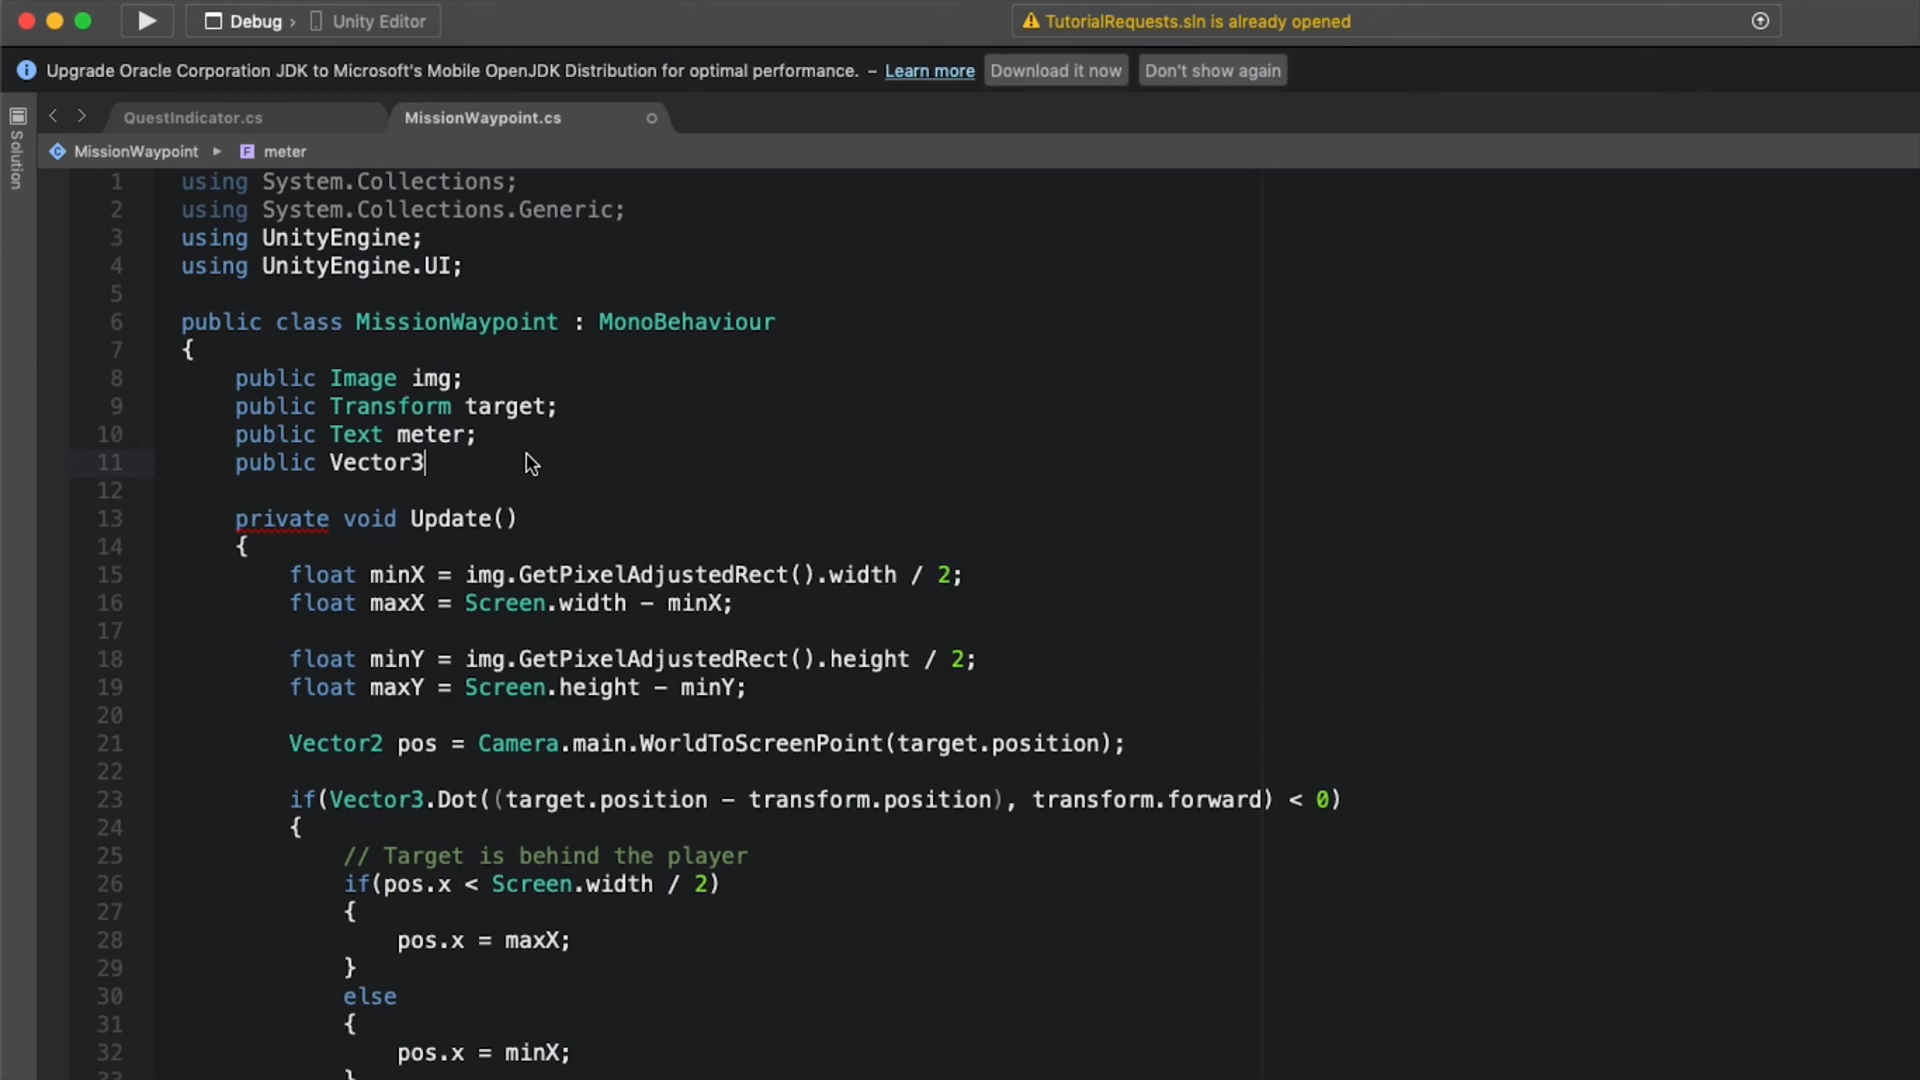 Debug › Unity Editor
TutorialRequests.sln is already opened
Upgrade Oracle Corporation JDK to Microsoft's Mobile OpenJDK Distribution for optimal performance. – Learn more Download it now Don't show again
Solution
QuestIndicator.cs MissionWaypoint.cs
MissionWaypoint ▸ F meter
1 using System.Collections;
2 using System.Collections.Generic;
3 using UnityEngine;
4 using UnityEngine.UI;
5
6 public class MissionWaypoint : MonoBehaviour
7 {
8 public Image img;
9 public Transform target;
10 public Text meter;
11 public Vector3
12
13 private void Update()
14 {
15 float minX = img.GetPixelAdjustedRect().width / 2;
16 float maxX = Screen.width - minX;
17
18 float minY = img.GetPixelAdjustedRect().height / 2;
19 float maxY = Screen.height - minY;
20
21 Vector2 pos = Camera.main.WorldToScreenPoint(target.position);
22
23 if(Vector3.Dot((target.position - transform.position), transform.forward) < 0)
24 {
25 // Target is behind the player
26 if(pos.x < Screen.width / 2)
27 {
28 pos.x = maxX;
29 }
30 else
31 {
32 pos.x = minX;
33 }